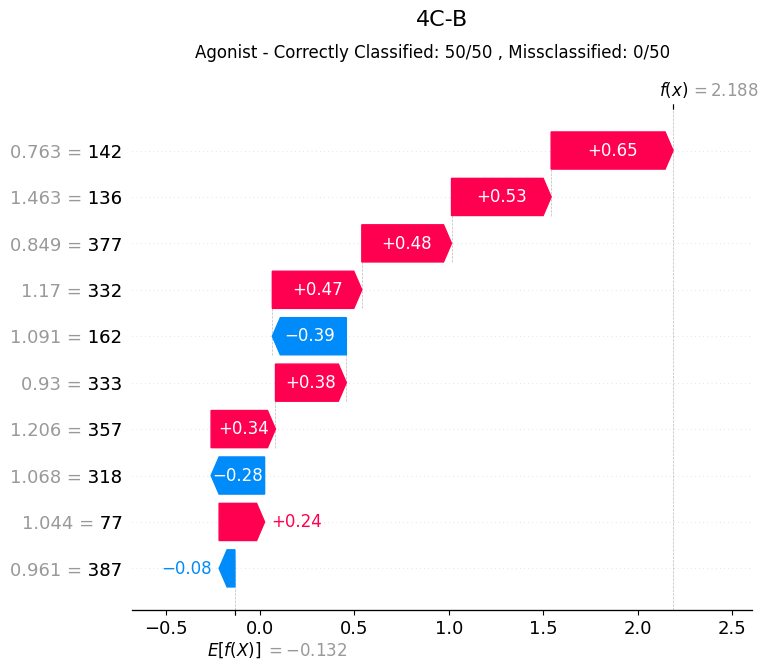 4C-B
Agonist - Correctly Classified: 50/50 , Missclassified: 0/50
f(x) = 2.188
0.763 = 142
+0.65
1.463 = 136
+0.53
0.849 = 377
+0.48
1.17 = 332
+0.47
1.091 = 162
−0.39
0.93 = 333
+0.38
1.206 = 357
+0.34
1.068 = 318
−0.28
1.044 = 77
+0.24
0.961 = 387
−0.08
−0.5 0.0 0.5 1.0 1.5 2.0 2.5
E[f(X)] = −0.132